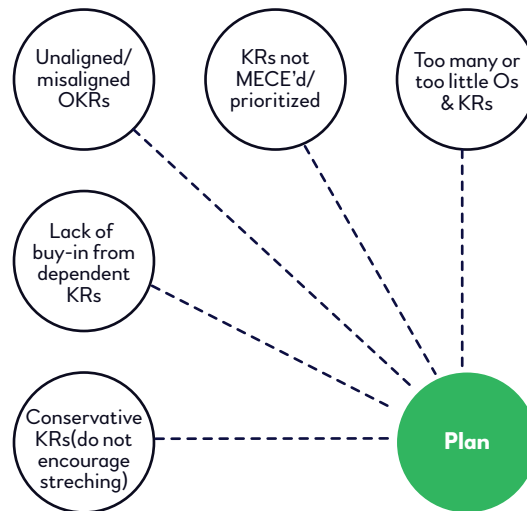 Unaligned/
misaligned
OKRs
KRs not
MECE'd/
prioritized
Too many or
too little Os
& KRs
Lack of
buy-in from
dependent
KRs
Conservative
KRs(do not
encourage
streching)
Plan